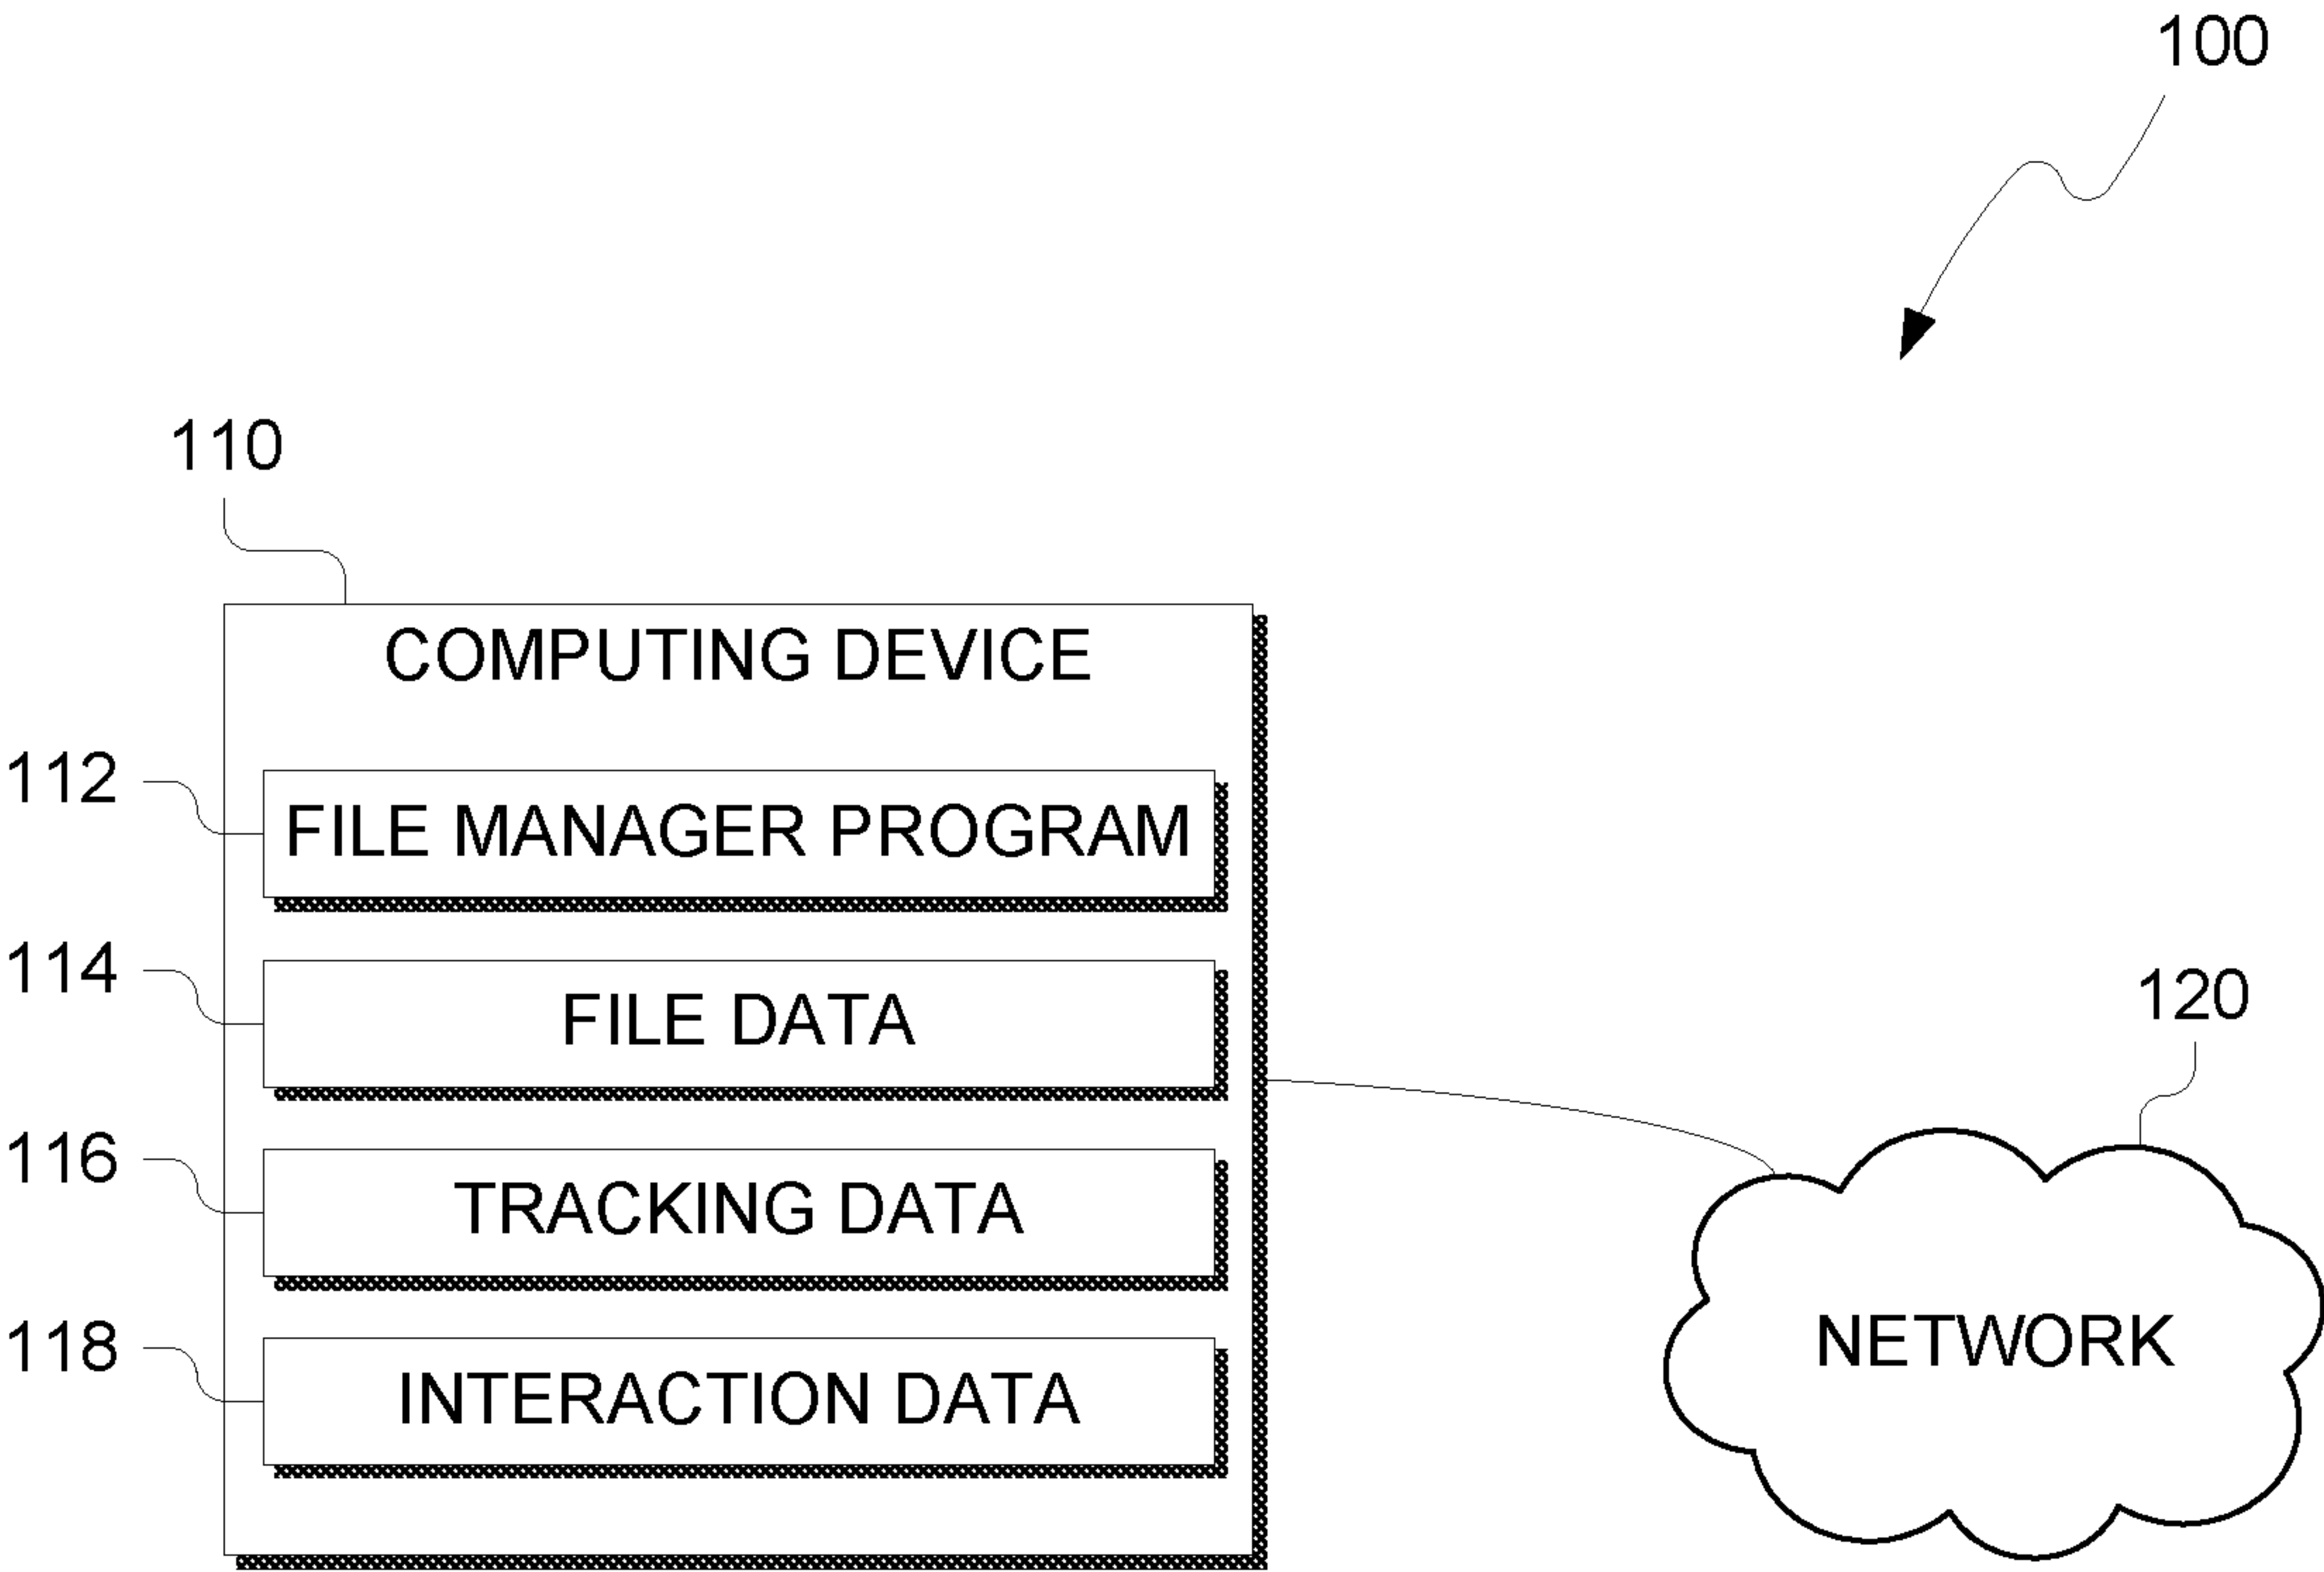 100
110
COMPUTING DEVICE
112
FILE MANAGER PROGRAM
114
FILE DATA
120
116
TRACKING DATA
118
INTERACTION DATA
NETWORK